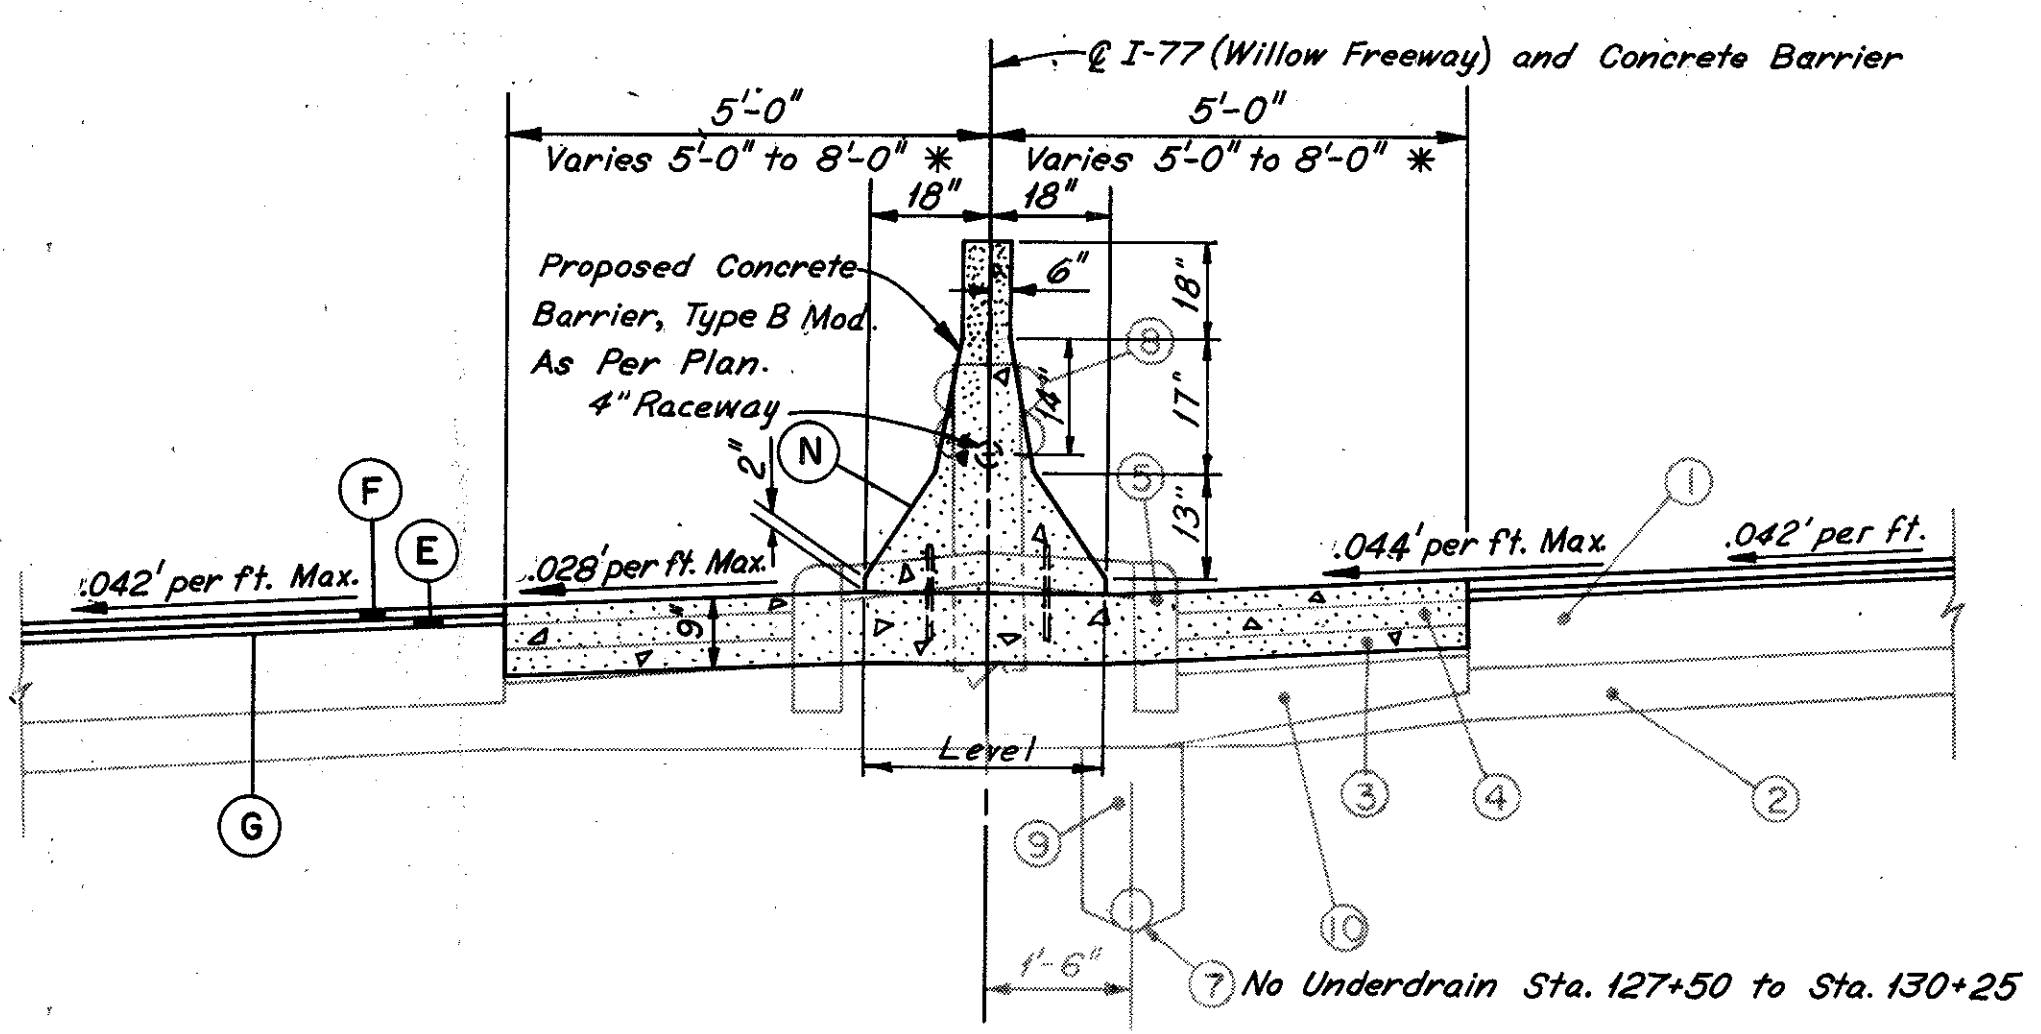 ℄ I-77 (Willow Freeway) and Concrete Barrier
5'-0" 5'-0"
Varies 5'-0" to 8'-0" * Varies 5'-0" to 8'-0" *
18" 18"
Proposed Concrete
Barrier, Type B Mod.
As Per Plan.
4" Raceway
6"
18"
8
14"
17"
2"
N
5
13"
1
F
E
.042' per ft. Max.
.028' per ft. Max.
.044' per ft. Max.
.042' per ft.
9"
Level
G
3
4
2
9
10
1'-6"
7 No Underdrain Sta. 127+50 to Sta. 130+25